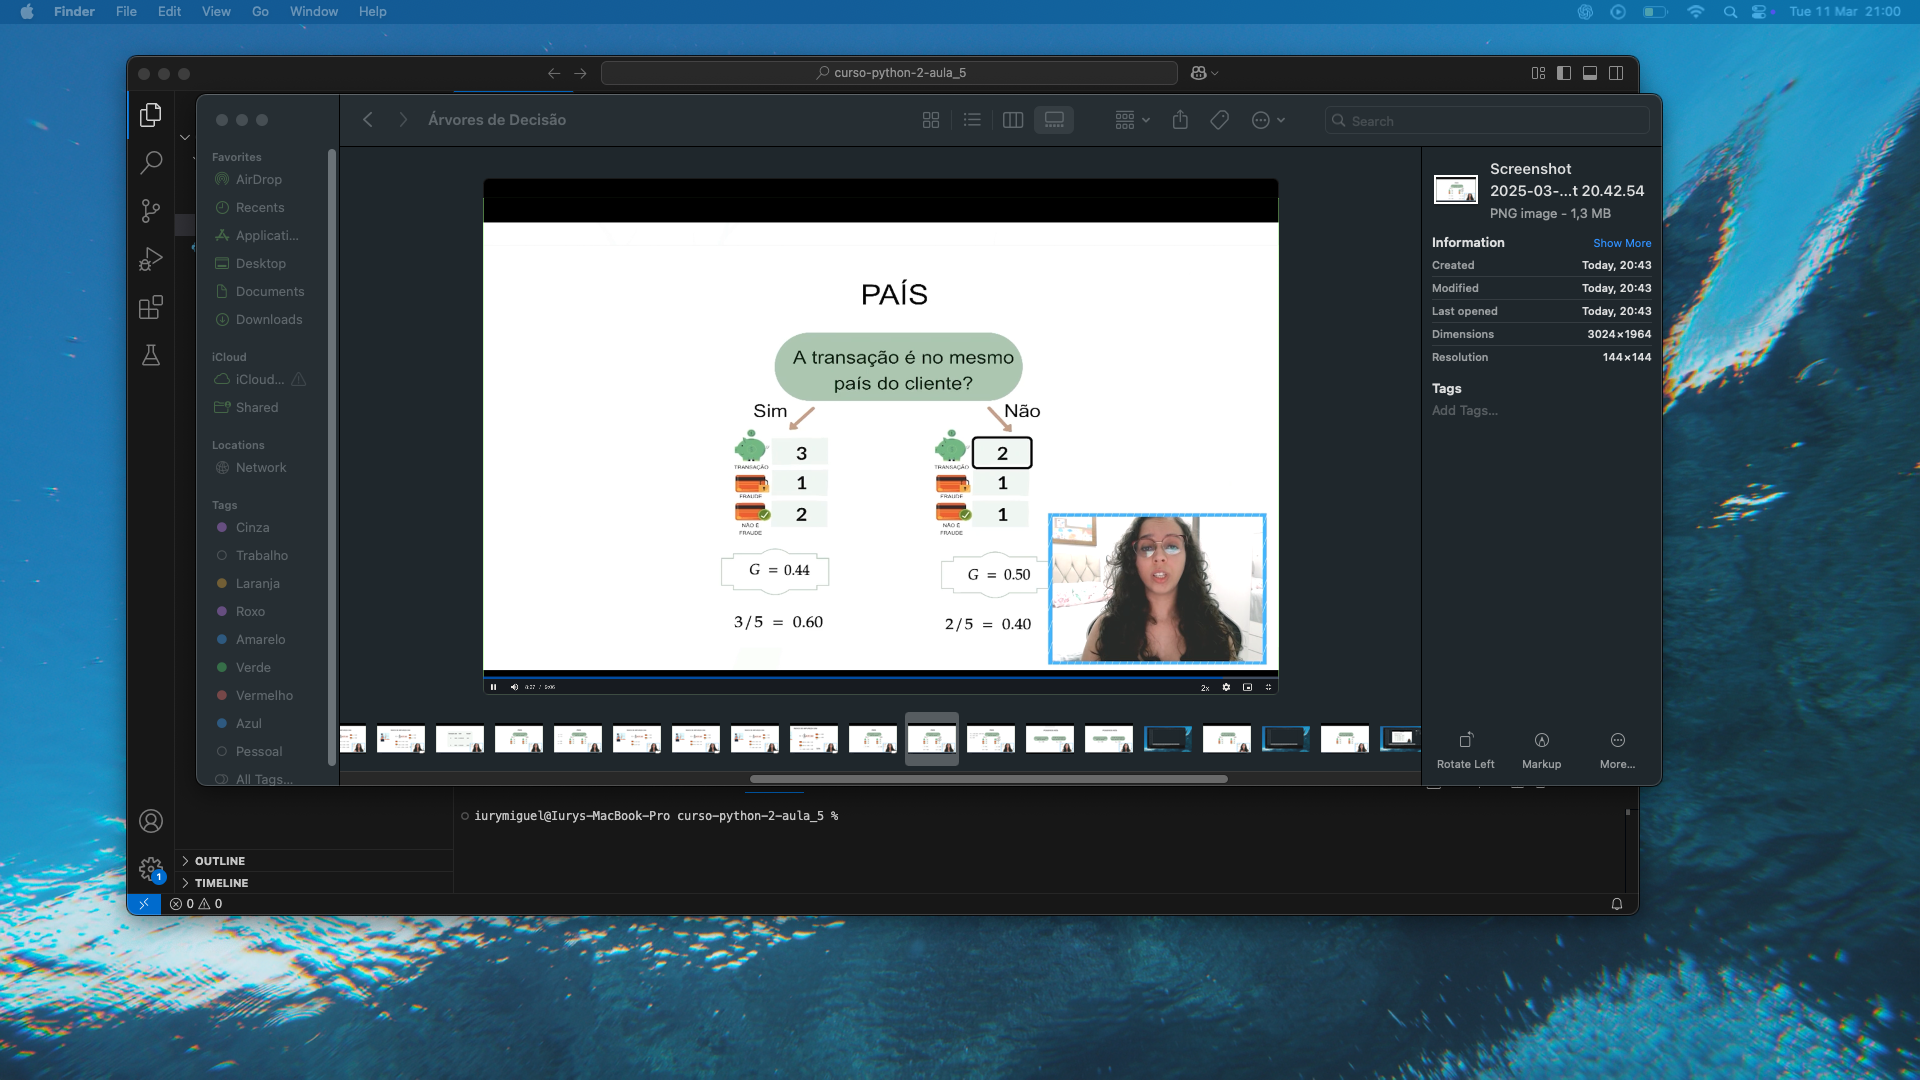 Finder File Edit View Go Window Help
Tue 11 Mar 21:00
curso-python-2-aula_5
Árvores de Decisão
Search
Favorites
AirDrop
Recents
Applicati...
Desktop
Documents
Downloads
iCloud
iCloud...
Shared
Locations
Network
Tags
Cinza
Trabalho
Laranja
Roxo
Amarelo
Verde
Vermelho
Azul
Pessoal
All Tags...
PAÍS
A transação é no mesmo
país do cliente?
Sim
Não
TRANSAÇÃO 3
FRAUDE 1
NÃO É
FRAUDE 2
G = 0.44
3/5 = 0.60
TRANSAÇÃO 2
FRAUDE 1
NÃO É
FRAUDE 1
G = 0.50
2/5 = 0.40
2x
Screenshot
2025-03-...t 20.42.54
PNG image - 1,3 MB
Information Show More
Created Today, 20:43
Modified Today, 20:43
Last opened Today, 20:43
Dimensions 3024×1964
Resolution 144×144
Tags
Add Tags...
Rotate Left Markup More...
iurymiguel@Iurys-MacBook-Pro curso-python-2-aula_5 %
OUTLINE
TIMELINE
1
0 0